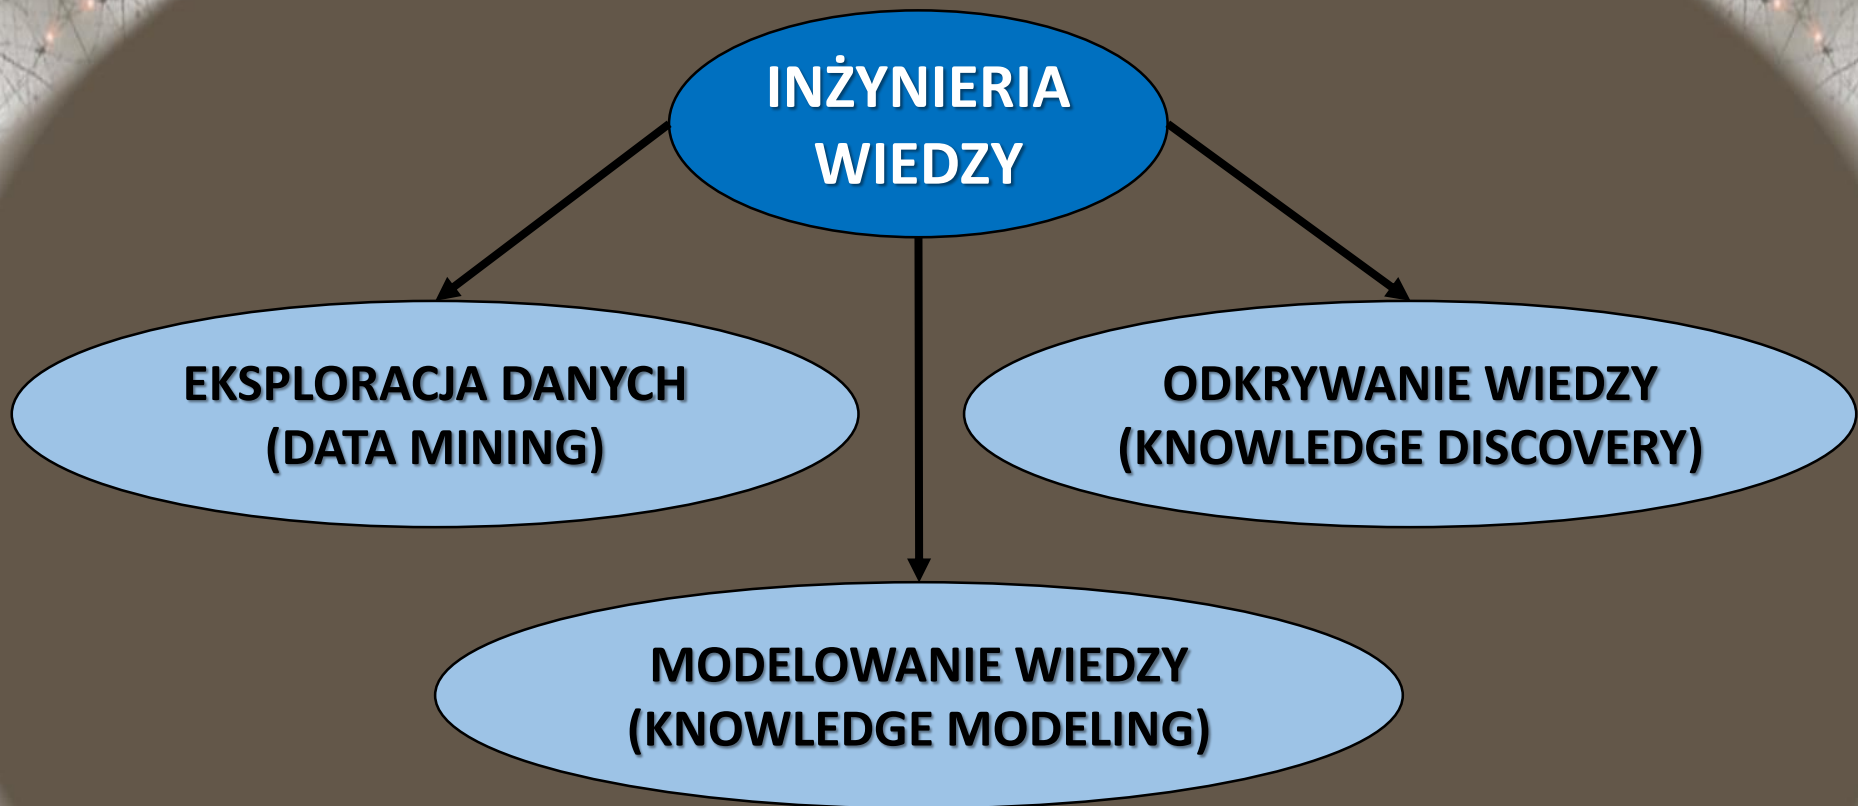 INŻYNIERIA
WIEDZY
EKSPLORACJA DANYCH
(DATA MINING)
ODKRYWANIE WIEDZY
(KNOWLEDGE DISCOVERY)
MODELOWANIE WIEDZY
(KNOWLEDGE MODELING)